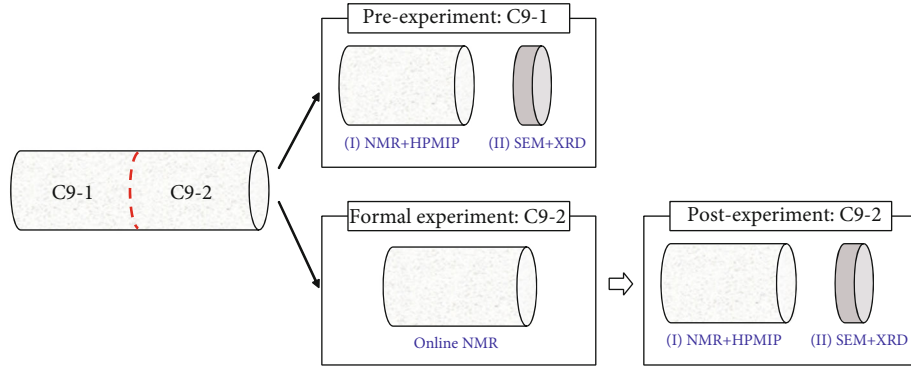 Pre-experiment: C9-1
(I) NMR+HPMIP
(II) SEM+XRD
C9-1
C9-2
Formal experiment: C9-2
Online NMR
Post-experiment: C9-2
(I) NMR+HPMIP
(II) SEM+XRD